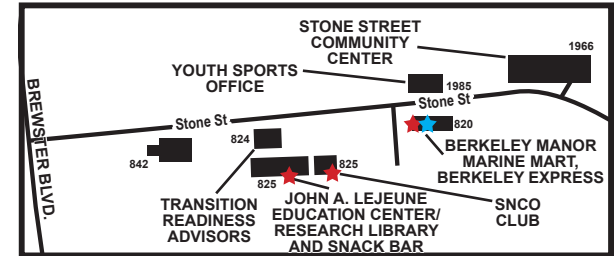 STONE STREET
COMMUNITY
CENTER
1966
YOUTH SPORTS
OFFICE
1985
Stone St
BREWSTER BLVD.
Stone St
824
820
842
BERKELEY MANOR
MARINE MART,
BERKELEY EXPRESS
825
825
TRANSITION
READINESS
ADVISORS
JOHN A. LEJEUNE
EDUCATION CENTER/
RESEARCH LIBRARY
AND SNACK BAR
SNCO
CLUB